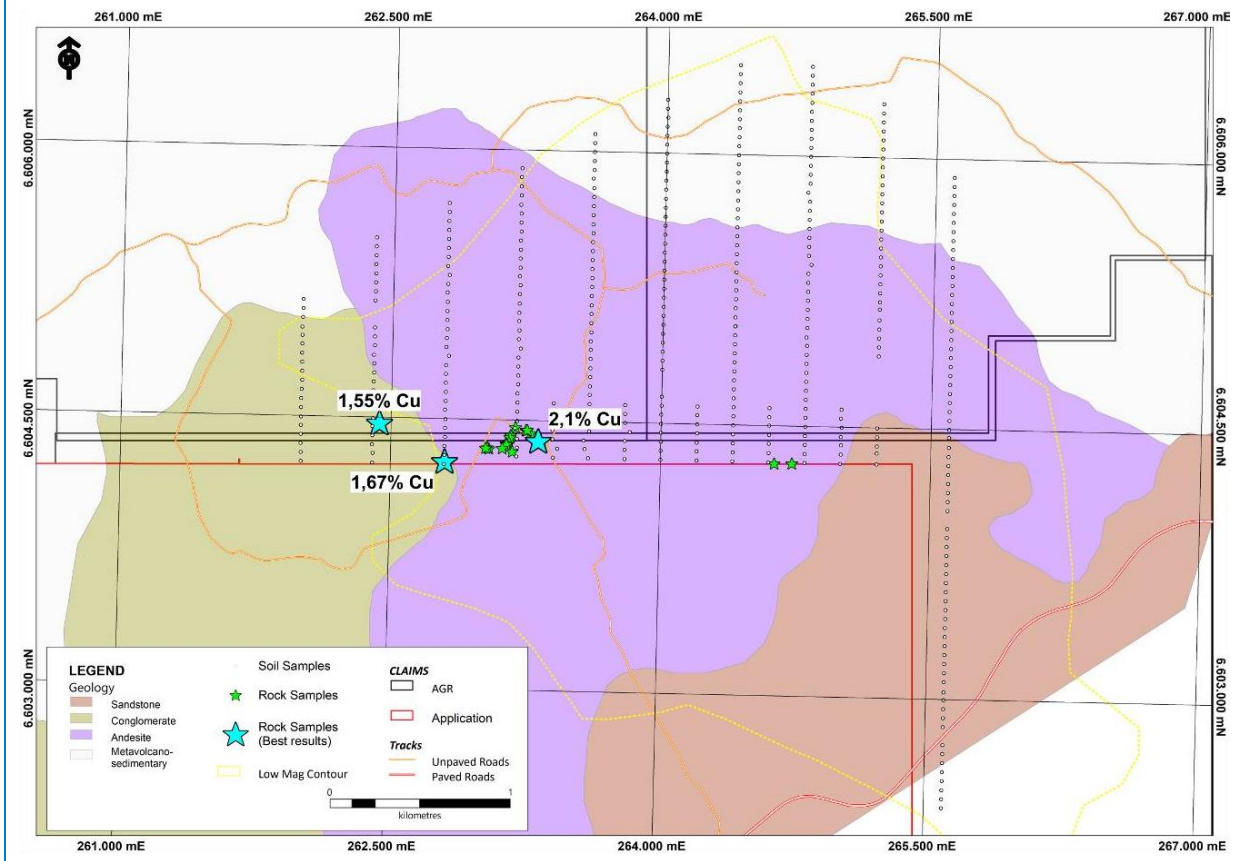 261.000 mE 262.500 mE 264.000 mE 265.500 mE 267.000 mE
6.606.000 mN
6.606.000 mN
6.604.500 mN
6.604.500 mN
6.603.000 mN
6.603.000 mN
1,55% Cu
2,1% Cu
1,67% Cu
LEGEND
Geology
Sandstone
Conglomerate
Andesite
Metavolcano-
sedimentary
Soil Samples
Rock Samples
Rock Samples
(Best results)
Low Mag Contour
CLAIMS
AGR
Application
Tracks
Unpaved Roads
Paved Roads
0 1
kilometres
261.000 mE 262.500 mE 264.000 mE 265.500 mE 267.000 mE